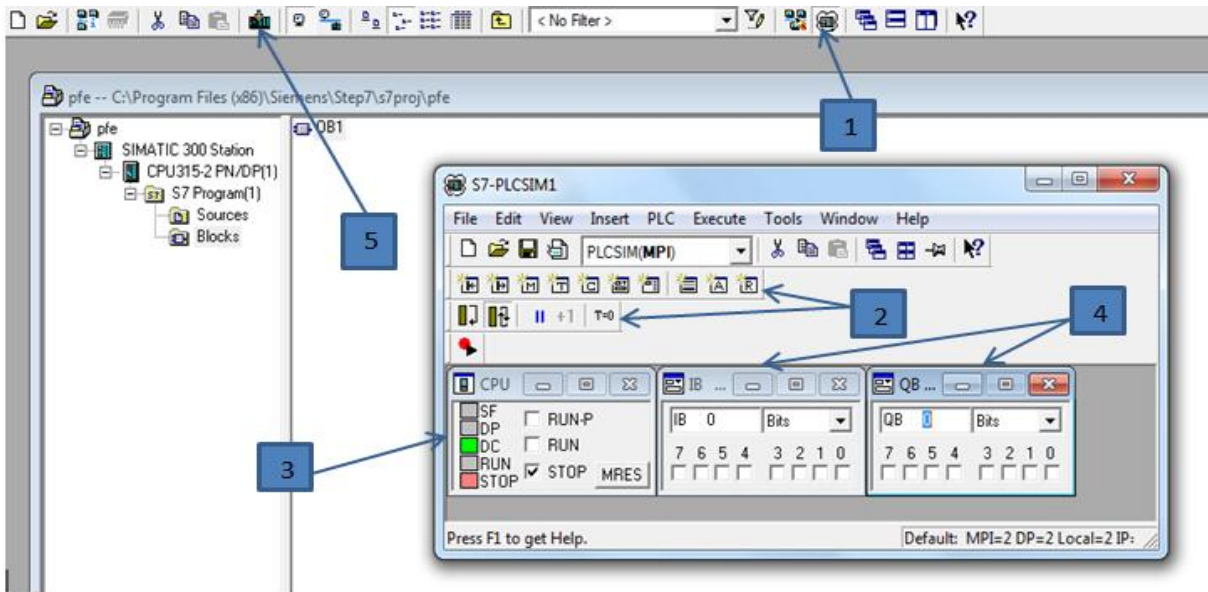 < No Filter >
pfe -- C:\Program Files (x86)\Siemens\Step7\s7proj\pfe
pfe
SIMATIC 300 Station
CPU315-2 PN/DP(1)
S7 Program(1)
Sources
Blocks
OB1
1
5
S7-PLCSIM1
File Edit View Insert PLC Execute Tools Window Help
PLCSIM(MPI)
M T C A R
+1 T=0
2
4
3
CPU
SF
DP
DC
RUN
STOP
RUN-P
RUN
STOP MRES
IB ...
IB 0 Bits
7 6 5 4 3 2 1 0
QB ...
QB 0 Bits
7 6 5 4 3 2 1 0
Press F1 to get Help.
Default: MPI=2 DP=2 Local=2 IP: